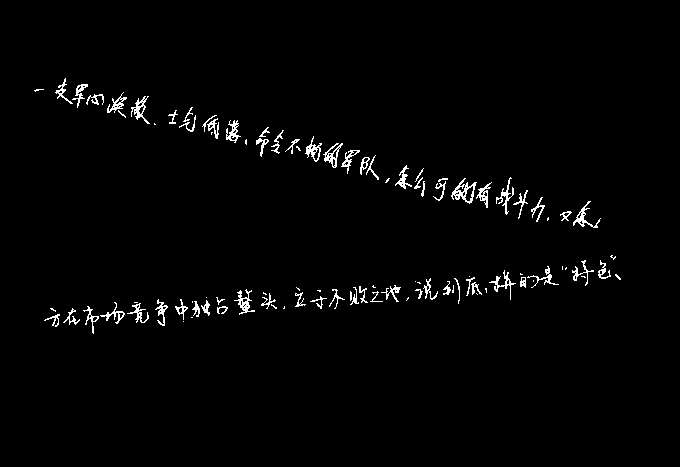 一支军心涣散、士气低落、命令不畅的军队,怎么可能有战斗力,又怎
方在市场竞争中独占鳌头,立于不败之地,说到底,拼的是“特色”、